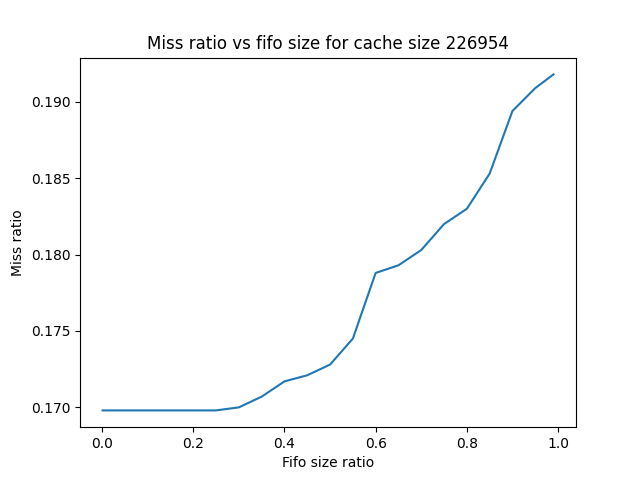 Miss ratio vs fifo size for cache size 226954
0.190
0.185
0.180
0.175
0.170
Miss ratio
0.0 0.2 0.4 0.6 0.8 1.0
Fifo size ratio